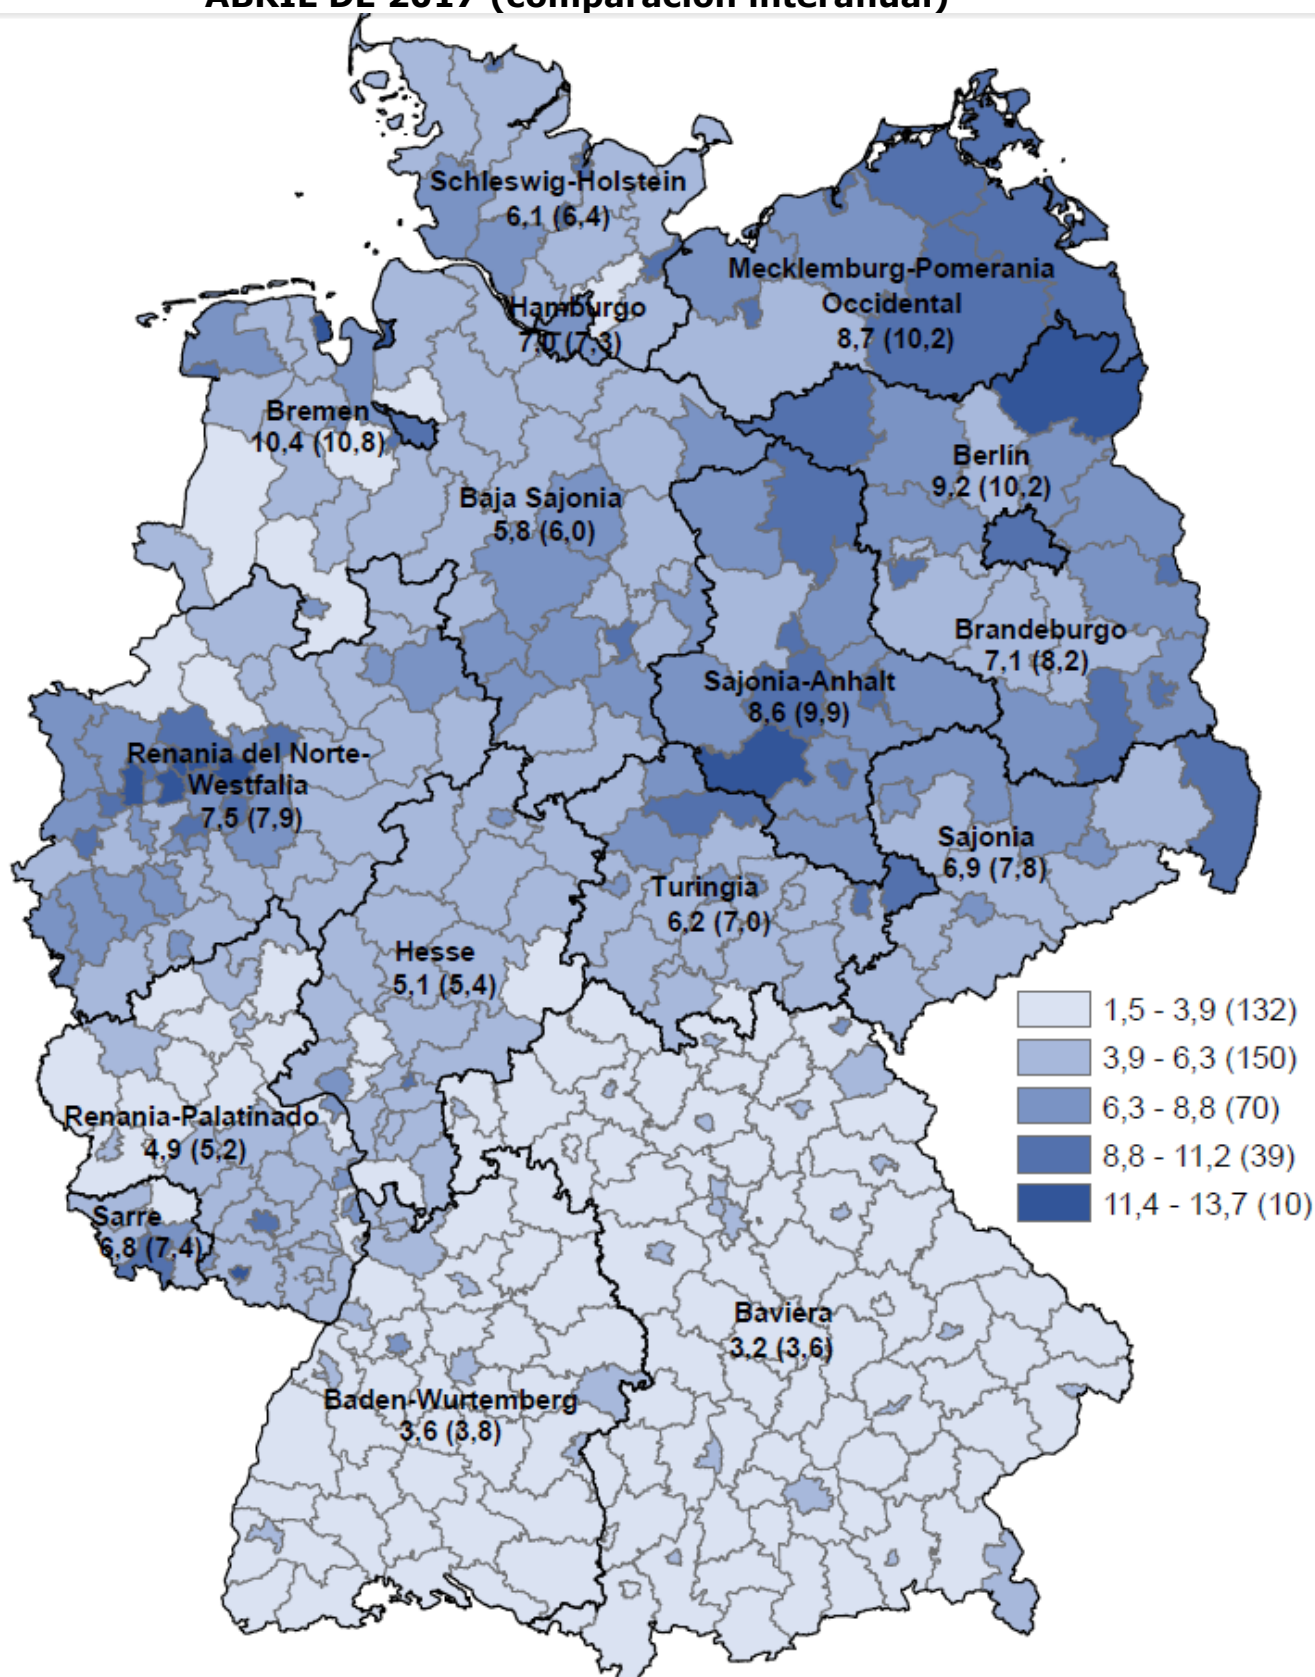 ABRIL DE 2017 (comparación interanual)
Schleswig-Holstein
6,1 (6,4)
Mecklemburg-Pomerania
Occidental
8,7 (10,2)
Hamburgo
7,0 (7,3)
Bremen
10,4 (10,8)
Berlín
9,2 (10,2)
Baja Sajonia
5,8 (6,0)
Brandeburgo
7,1 (8,2)
Sajonia-Anhalt
8,6 (9,9)
Renania del Norte-
Westfalia
7,5 (7,9)
Sajonia
6,9 (7,8)
Turingia
6,2 (7,0)
Hesse
5,1 (5,4)
1,5 - 3,9 (132)
3,9 - 6,3 (150)
6,3 - 8,8 (70)
8,8 - 11,2 (39)
11,4 - 13,7 (10)
Renania-Palatinado
4,9 (5,2)
Sarre
6,8 (7,4)
Baviera
3,2 (3,6)
Baden-Wurtemberg
3,6 (3,8)